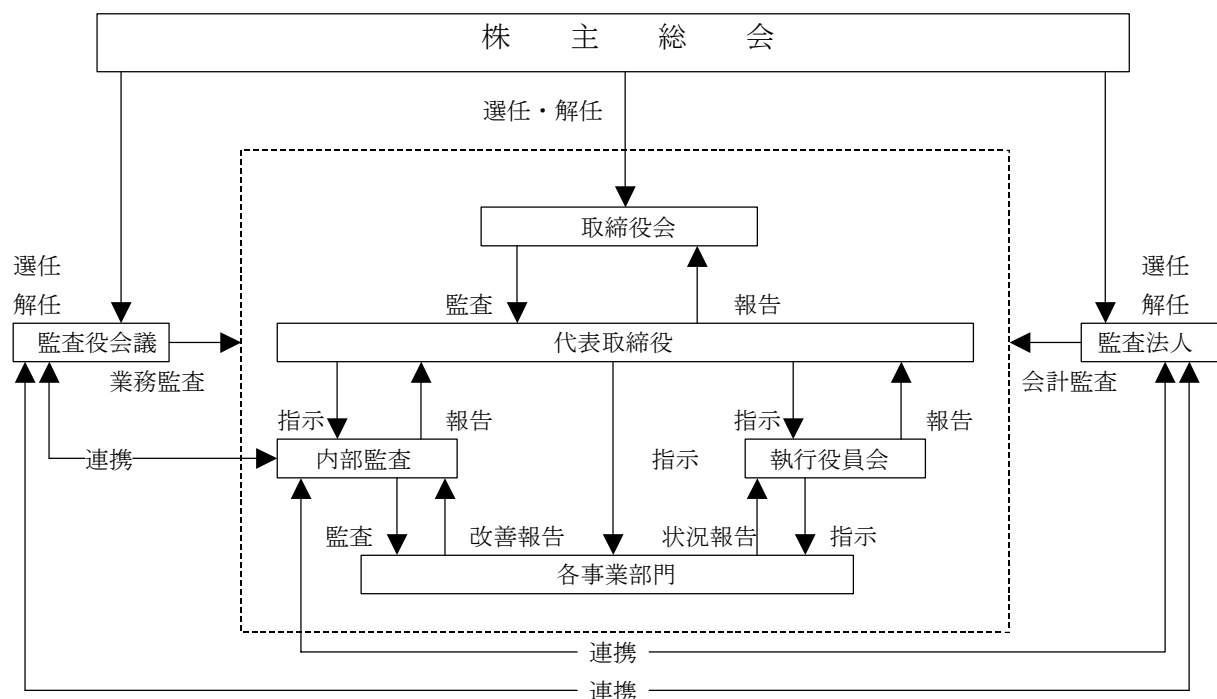 株 主 総 会
選任・解任
取締役会
選任
解任
選任
解任
監査
報告
監査役会議
代表取締役
監査法人
業務監査
会計監査
指示
報告
指示
報告
連携
内部監査
指示
執行役員会
監査
改善報告
状況報告
指示
各事業部門
連携
連携